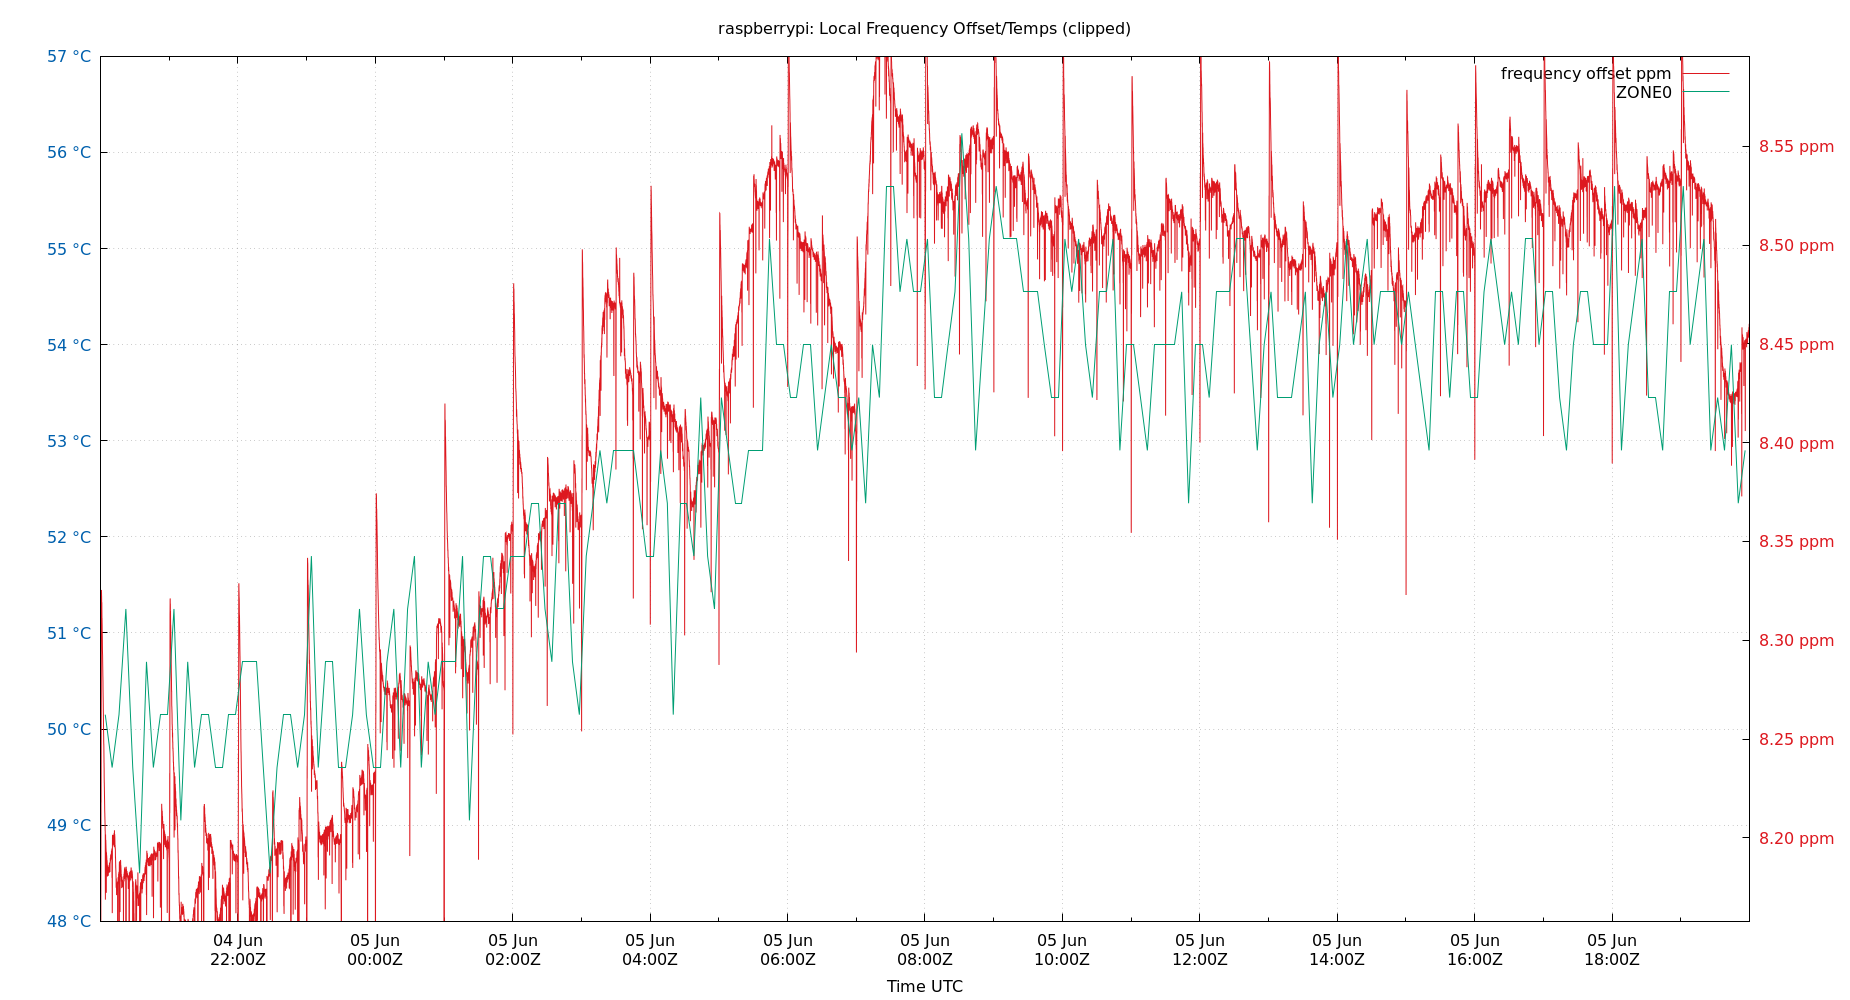 raspberrypi: Local Frequency Offset/Temps (clipped)
57 °C
56 °C
55 °C
54 °C
53 °C
52 °C
51 °C
50 °C
49 °C
48 °C
frequency offset ppm
ZONE0
8.55 ppm
8.50 ppm
8.45 ppm
8.40 ppm
8.35 ppm
8.30 ppm
8.25 ppm
8.20 ppm
04 Jun
22:00Z
05 Jun
00:00Z
05 Jun
02:00Z
05 Jun
04:00Z
05 Jun
06:00Z
05 Jun
08:00Z
05 Jun
10:00Z
05 Jun
12:00Z
05 Jun
14:00Z
05 Jun
16:00Z
05 Jun
18:00Z
Time UTC